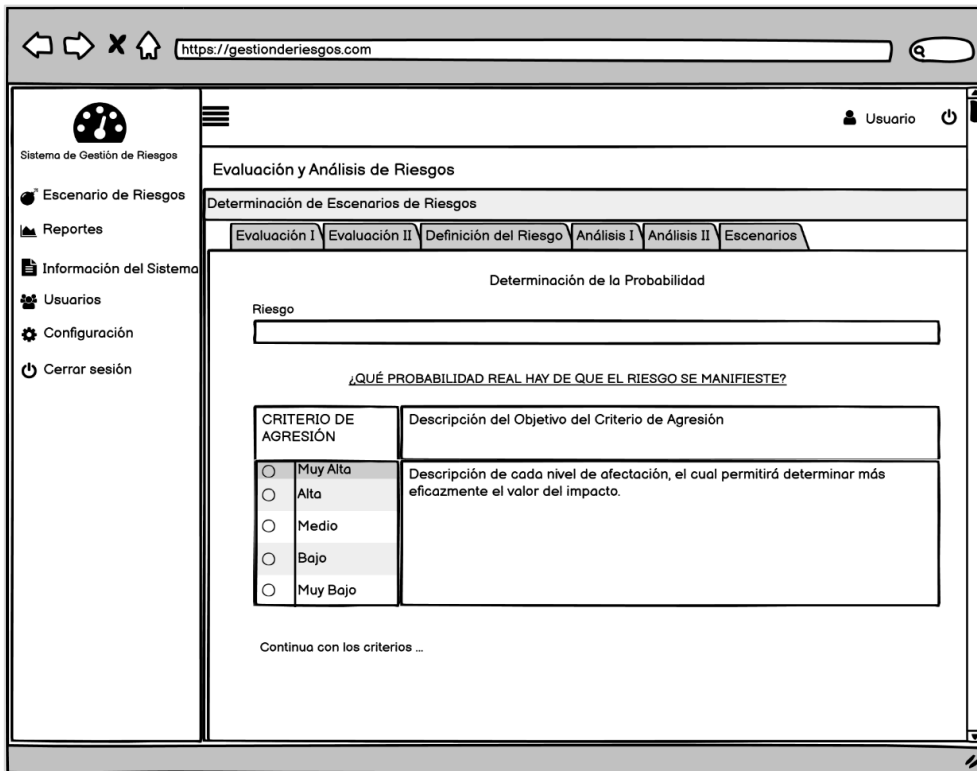 https://gestionderiesgos.com
Sistema de Gestión de Riesgos
Escenario de Riesgos
Reportes
Información del Sistema
Usuarios
Configuración
Cerrar sesión
Usuario
Evaluación y Análisis de Riesgos
Determinación de Escenarios de Riesgos
Evaluación I Evaluación II Definición del Riesgo Análisis I Análisis II Escenarios
Determinación de la Probabilidad
Riesgo
¿QUÉ PROBABILIDAD REAL HAY DE QUE EL RIESGO SE MANIFIESTE?
CRITERIO DE
AGRESIÓN
Descripción del Objetivo del Criterio de Agresión
Muy Alta
Alta
Medio
Bajo
Muy Bajo
Descripción de cada nivel de afectación, el cual permitirá determinar más
eficazmente el valor del impacto.
Continua con los criterios ...